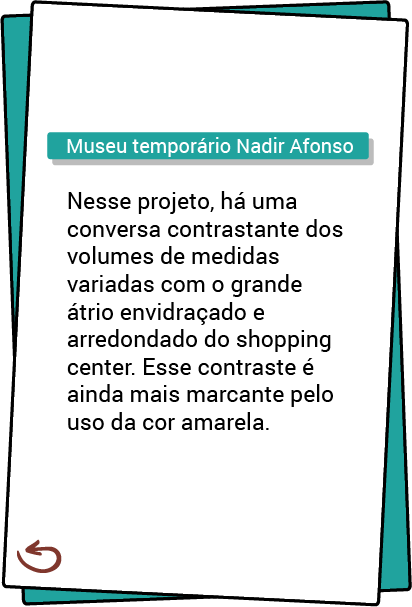 Museu temporário Nadir Afonso
Nesse projeto, há uma
conversa contrastante dos
volumes de medidas
variadas com o grande
átrio envidraçado e
arredondado do shopping
center. Esse contraste é
ainda mais marcante pelo
uso da cor amarela.